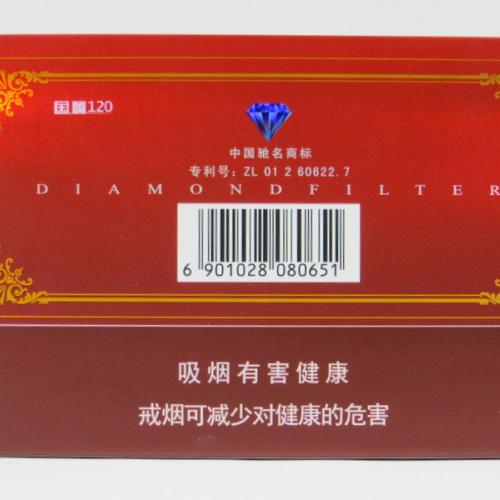 国烟120
中国驰名商标
专利号：ZL 01 2 60622.7
DIAMONDFILTER
6 901028 080651
吸烟有害健康
戒烟可减少对健康的危害